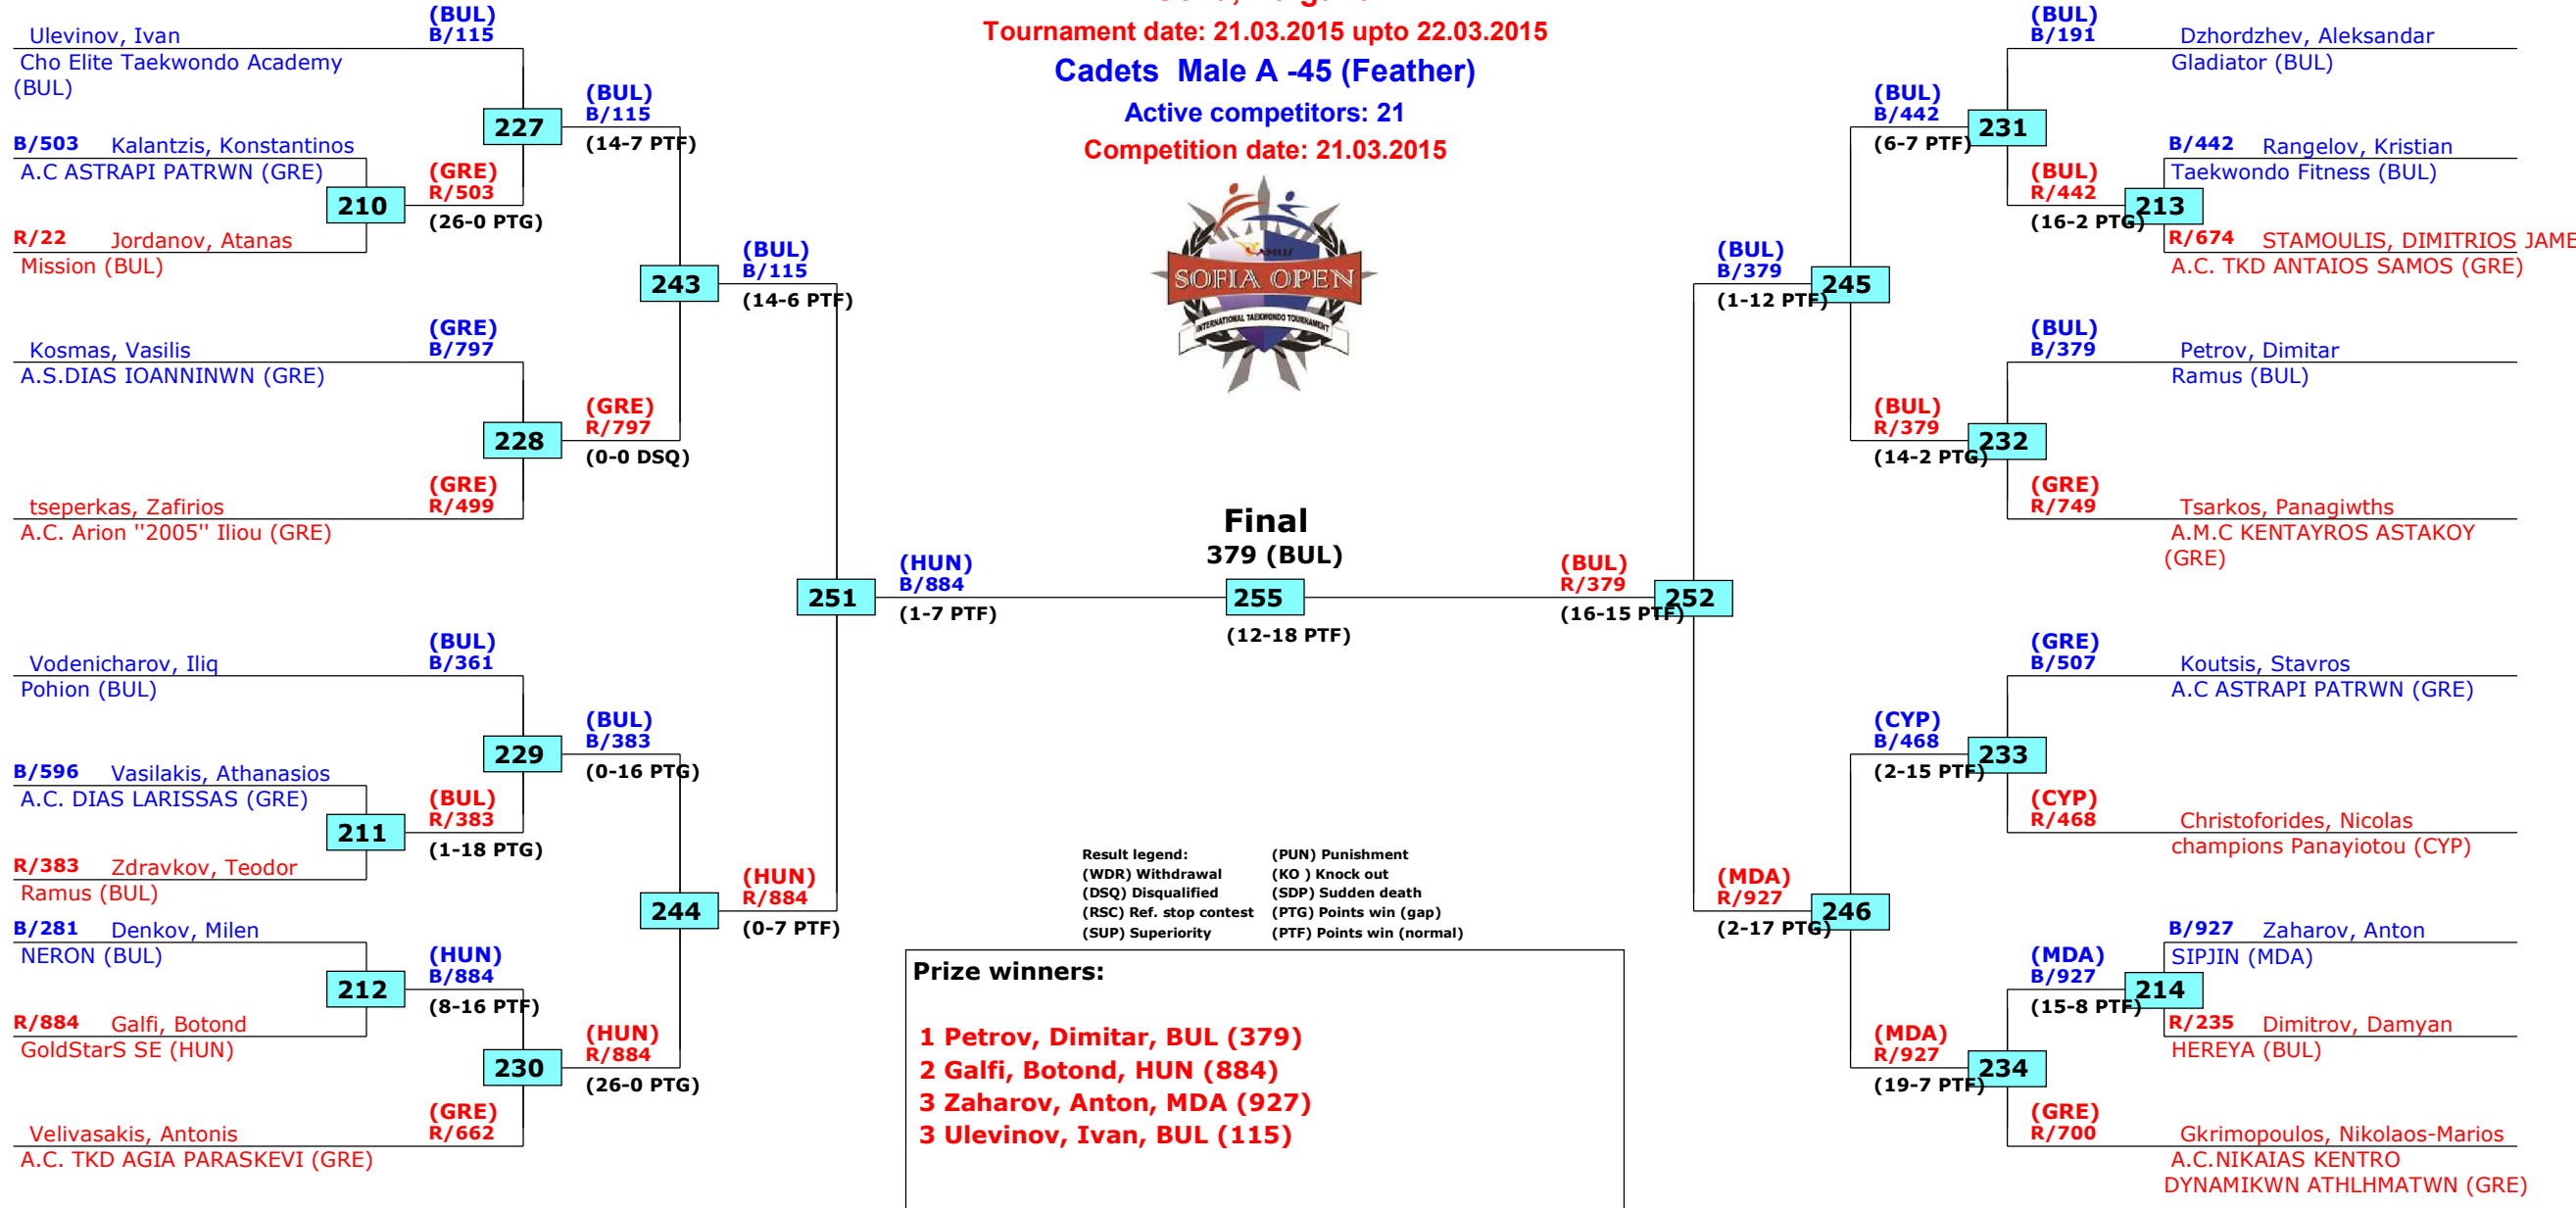 Tournament date: 21.03.2015 upto 22.03.2015
Cadets Male A -45 (Feather)
Active competitors: 21
Competition date: 21.03.2015
RAMUS
SOFIA OPEN
INTERNATIONAL TAEKWONDO TOURNAMENT
Ulevinov, Ivan
(BUL)
B/115
Cho Elite Taekwondo Academy
(BUL)
227
(BUL)
B/115
(14-7 PTF)
B/503 Kalantzis, Konstantinos
A.C ASTRAPI PATRWN (GRE)
210
(GRE)
R/503
(26-0 PTG)
R/22 Jordanov, Atanas
Mission (BUL)
243
(BUL)
B/115
(14-6 PTF)
Kosmas, Vasilis
(GRE)
B/797
A.S.DIAS IOANNINWN (GRE)
228
(GRE)
R/797
(0-0 DSQ)
tseperkas, Zafirios
(GRE)
R/499
A.C. Arion "2005" Iliou (GRE)
251
(HUN)
B/884
(1-7 PTF)
Vodenicharov, Iliq
(BUL)
B/361
Pohion (BUL)
229
(BUL)
B/383
(0-16 PTG)
B/596 Vasilakis, Athanasios
A.C. DIAS LARISSAS (GRE)
211
(BUL)
R/383
(1-18 PTG)
R/383 Zdravkov, Teodor
Ramus (BUL)
244
(HUN)
R/884
(0-7 PTF)
B/281 Denkov, Milen
NERON (BUL)
212
(HUN)
B/884
(8-16 PTF)
R/884 Galfi, Botond
GoldStarS SE (HUN)
230
(HUN)
R/884
(26-0 PTG)
Velivasakis, Antonis
(GRE)
R/662
A.C. TKD AGIA PARASKEVI (GRE)
Final
379 (BUL)
255
(12-18 PTF)
(BUL)
R/379
(16-15 PTF)
252
(BUL)
B/191
Dzhordzhev, Aleksandar
Gladiator (BUL)
(BUL)
B/442
(6-7 PTF)
231
B/442 Rangelov, Kristian
Taekwondo Fitness (BUL)
(BUL)
R/442
(16-2 PTG)
213
R/674 STAMOULIS, DIMITRIOS JAME
A.C. TKD ANTAIOS SAMOS (GRE)
(BUL)
B/379
(1-12 PTF)
245
(BUL)
B/379
Petrov, Dimitar
Ramus (BUL)
(BUL)
R/379
(14-2 PTG)
232
(GRE)
R/749
Tsarkos, Panagiwths
A.M.C KENTAYROS ASTAKOY
(GRE)
(GRE)
B/507
Koutsis, Stavros
A.C ASTRAPI PATRWN (GRE)
(CYP)
B/468
(2-15 PTF)
233
(CYP)
R/468
Christoforides, Nicolas
champions Panayiotou (CYP)
(MDA)
R/927
(2-17 PTG)
246
B/927 Zaharov, Anton
SIPJIN (MDA)
(MDA)
B/927
(15-8 PTF)
214
R/235 Dimitrov, Damyan
HEREYA (BUL)
(MDA)
R/927
(19-7 PTF)
234
(GRE)
R/700
Gkrimopoulos, Nikolaos-Marios
A.C.NIKAIAS KENTRO
DYNAMIKWN ATHLHMATWN (GRE)
Result legend: (PUN) Punishment
(WDR) Withdrawal (KO ) Knock out
(DSQ) Disqualified (SDP) Sudden death
(RSC) Ref. stop contest (PTG) Points win (gap)
(SUP) Superiority (PTF) Points win (normal)
Prize winners:
1 Petrov, Dimitar, BUL (379)
2 Galfi, Botond, HUN (884)
3 Zaharov, Anton, MDA (927)
3 Ulevinov, Ivan, BUL (115)